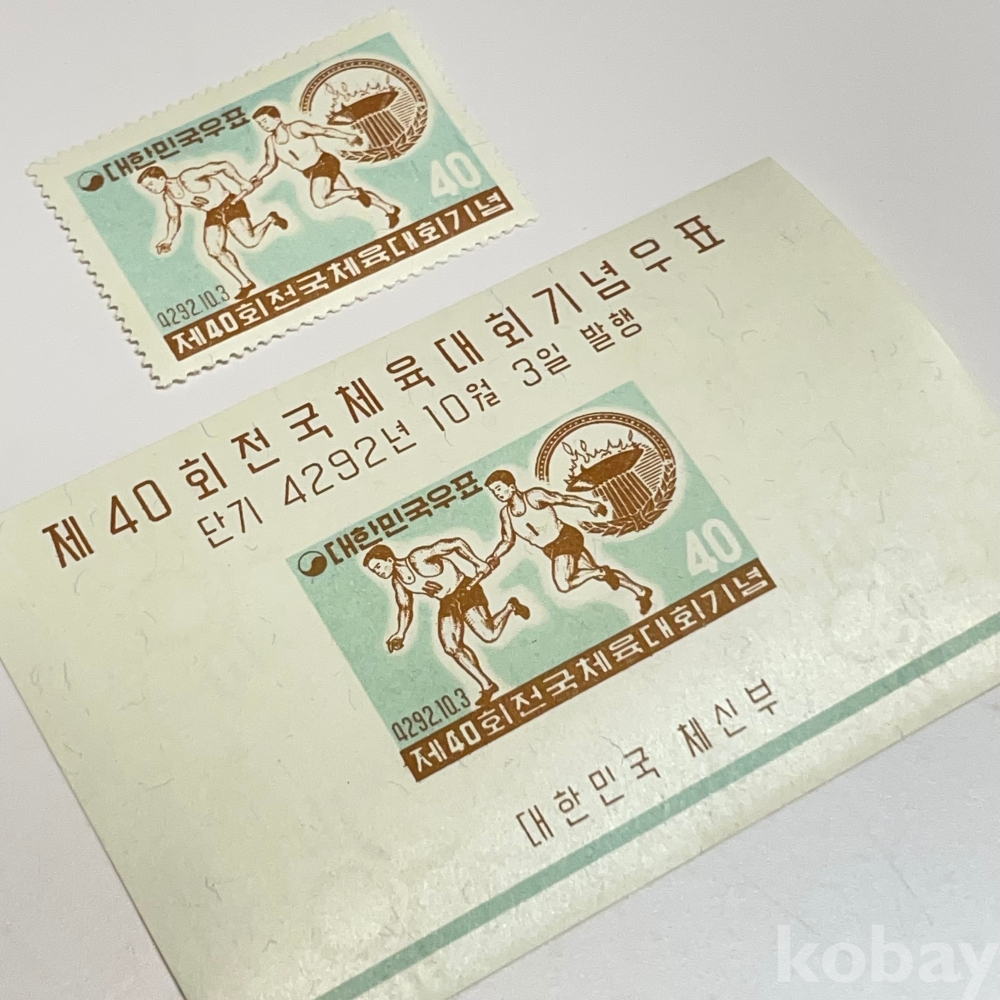 대한민국우표
40
4292.10.3
제40회전국체육대회기념
제40회전국체육대회기념우표
단기 4292년 10월 3일 발행
대한민국우표
1
40
4292.10.3
제40회전국체육대회기념
대한민국 체신부
kobay